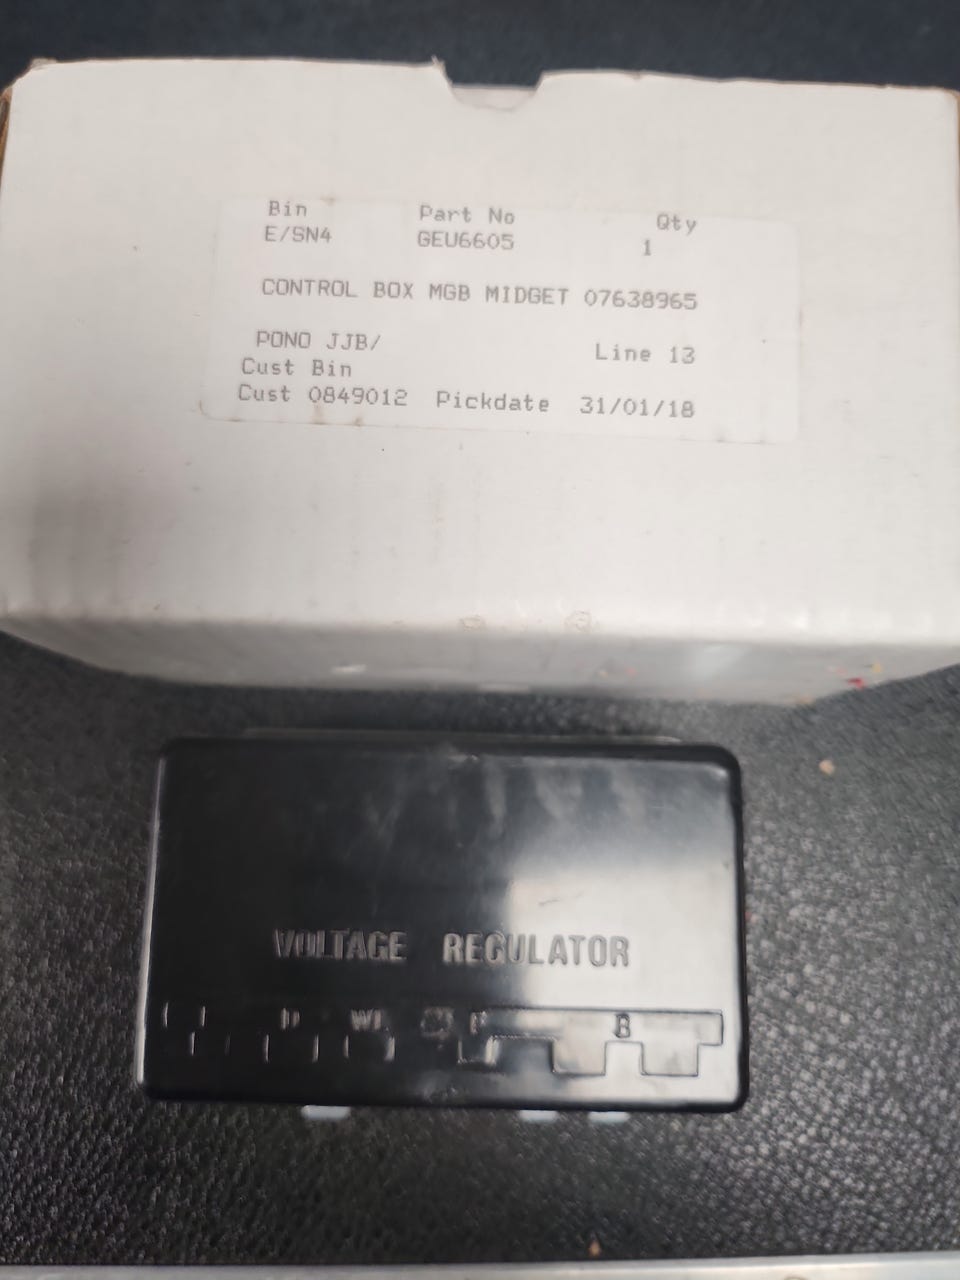 Bin Part No Qty
E/SN4 GEU6605 1
CONTROL BOX MGB MIDGET 07638965
PONO JJB/ Line 13
Cust Bin
Cust 0849012 Pickdate 31/01/18
VOLTAGE REGULATOR
D WL F B